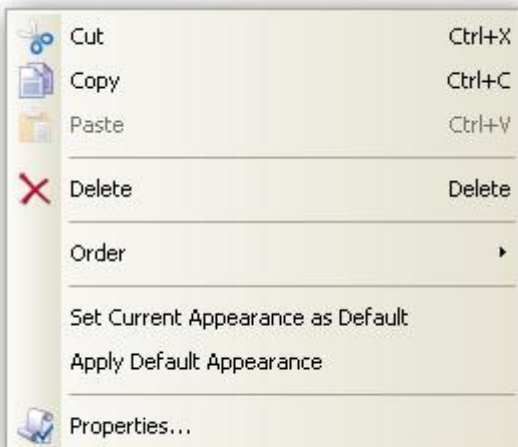 Cut Ctrl+X
Copy Ctrl+C
Paste Ctrl+V
Delete Delete
Order
Set Current Appearance as Default
Apply Default Appearance
Properties...